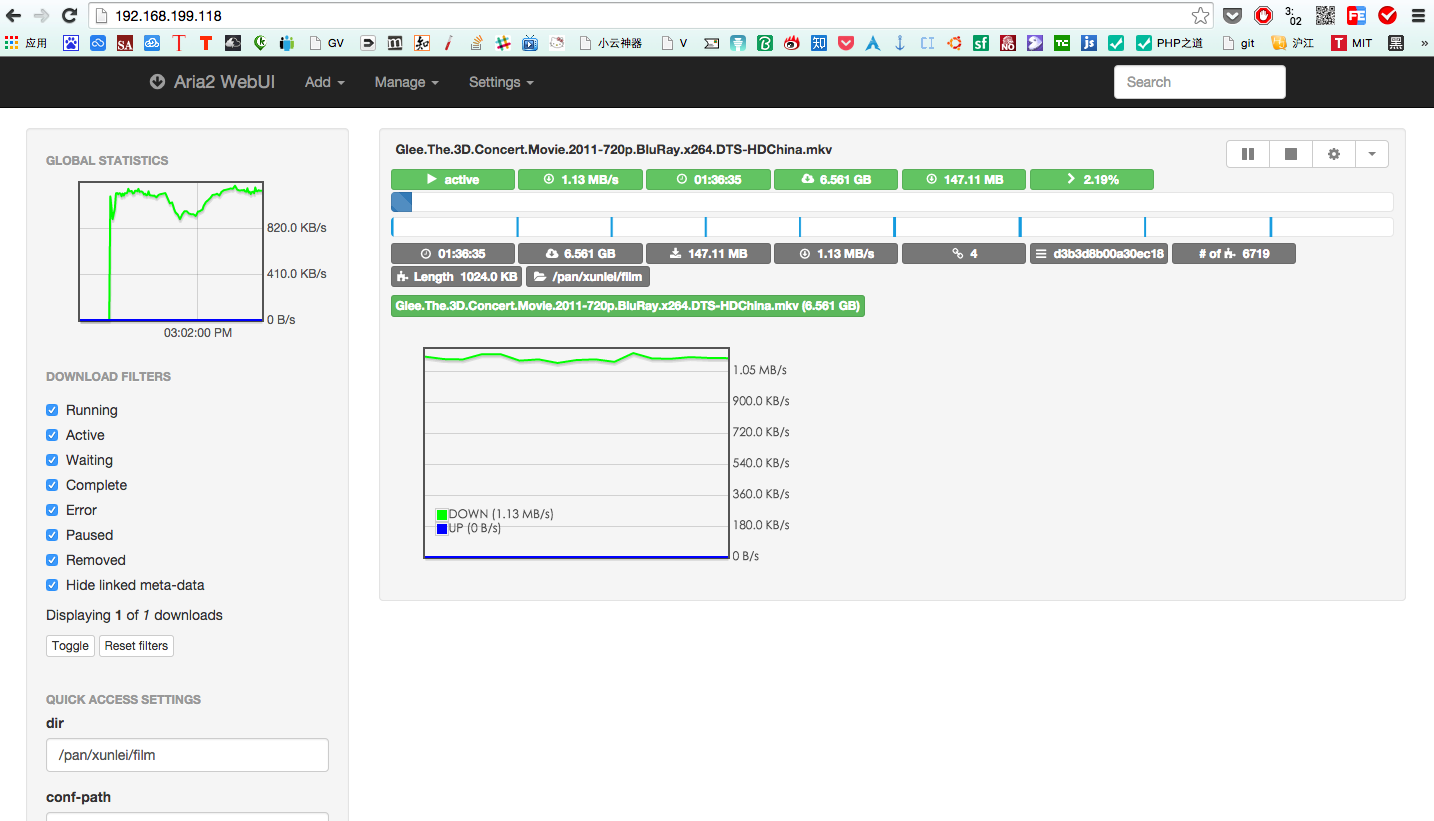 192.168.199.118
3:
02
FE
应用
SA
T
T
GV
m
知
小云神器
V
B
知
CI
sf
NO
TC
js
PHP之道
git
沪江
T MIT
黑
»
Aria2 WebUI Add Manage Settings Search
GLOBAL STATISTICS
820.0 KB/s
410.0 KB/s
0 B/s
03:02:00 PM
DOWNLOAD FILTERS
Running
Active
Waiting
Complete
Error
Paused
Removed
Hide linked meta-data
Displaying 1 of 1 downloads
Toggle Reset filters
QUICK ACCESS SETTINGS
dir
/pan/xunlei/film
conf-path
Glee.The.3D.Concert.Movie.2011-720p.BluRay.x264.DTS-HDChina.mkv
active 1.13 MB/s 01:36:35 6.561 GB 147.11 MB 2.19%
01:36:35 6.561 GB 147.11 MB 1.13 MB/s 4 d3b3d8b00a30ec18 # of 6719
Length 1024.0 KB /pan/xunlei/film
Glee.The.3D.Concert.Movie.2011-720p.BluRay.x264.DTS-HDChina.mkv (6.561 GB)
1.05 MB/s
900.0 KB/s
720.0 KB/s
540.0 KB/s
360.0 KB/s
180.0 KB/s
0 B/s
DOWN (1.13 MB/s)
UP (0 B/s)